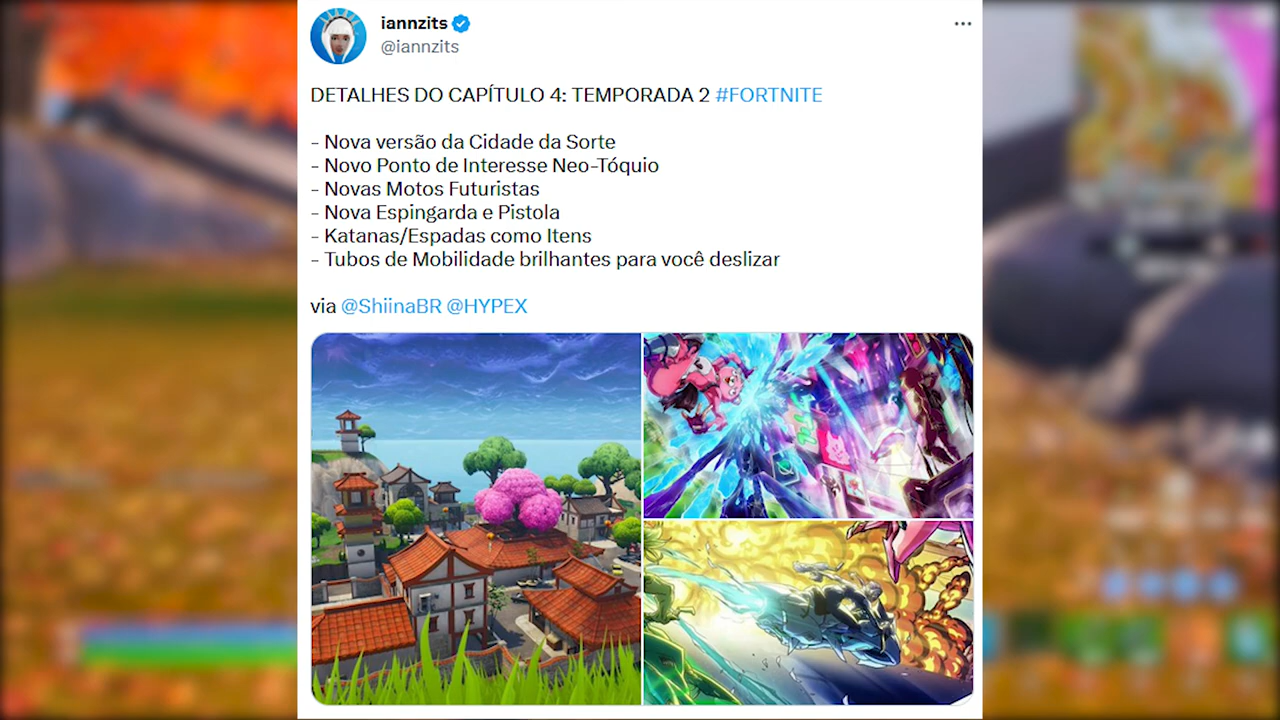 iannzits
@iannzits
DETALHES DO CAPÍTULO 4: TEMPORADA 2 #FORTNITE
- Nova versão da Cidade da Sorte
- Novo Ponto de Interesse Neo-Tóquio
- Novas Motos Futuristas
- Nova Espingarda e Pistola
- Katanas/Espadas como Itens
- Tubos de Mobilidade brilhantes para você deslizar
via @ShiinaBR @HYPEX